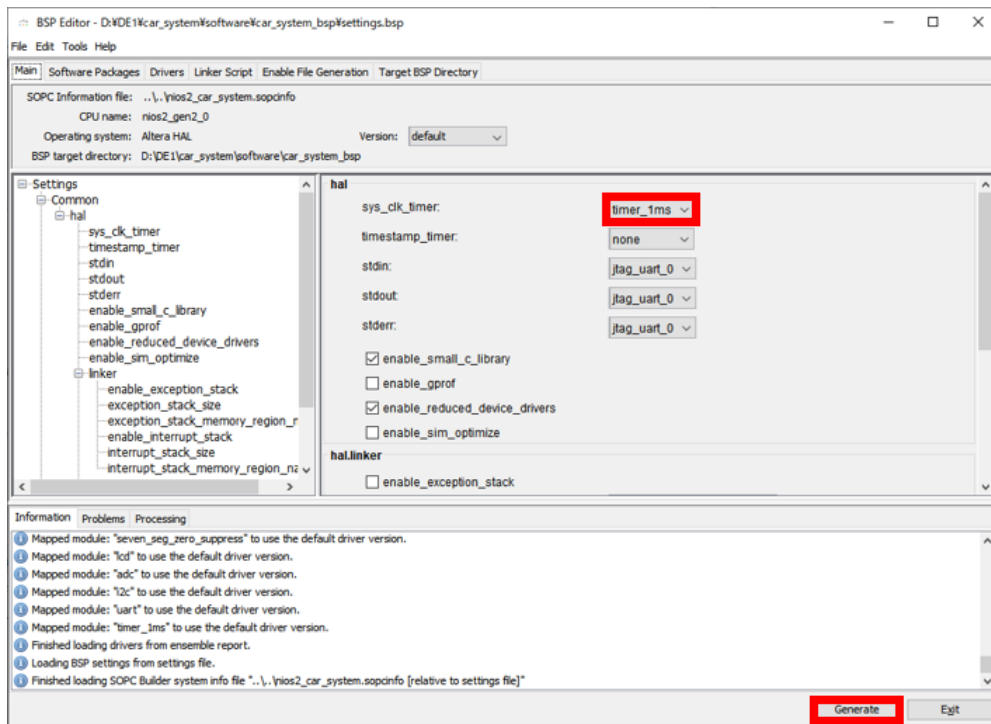 BSP Editor - D:¥DE1¥car_system¥software¥car_system_bsp¥settings.bsp
File Edit Tools Help
Main Software Packages Drivers Linker Script Enable File Generation Target BSP Directory
SOPC Information file: ..\..\nios2_car_system.sopcinfo
CPU name: nios2_gen2_0
Operating system: Altera HAL Version: default
BSP target directory: D:\DE1\car_system\software\car_system_bsp
Settings
Common
hal
sys_clk_timer
timestamp_timer
stdin
stdout
stderr
enable_small_c_library
enable_gprof
enable_reduced_device_drivers
enable_sim_optimize
linker
enable_exception_stack
exception_stack_size
exception_stack_memory_region_n
enable_interrupt_stack
interrupt_stack_size
interrupt_stack_memory_region_na
hal
sys_clk_timer: timer_1ms
timestamp_timer: none
stdin: jtag_uart_0
stdout: jtag_uart_0
stderr: jtag_uart_0
enable_small_c_library
enable_gprof
enable_reduced_device_drivers
enable_sim_optimize
hal.linker
enable_exception_stack
Information Problems Processing
Mapped module: "seven_seg_zero_suppress" to use the default driver version.
Mapped module: "lcd" to use the default driver version.
Mapped module: "adc" to use the default driver version.
Mapped module: "i2c" to use the default driver version.
Mapped module: "uart" to use the default driver version.
Mapped module: "timer_1ms" to use the default driver version.
Finished loading drivers from ensemble report.
Loading BSP settings from settings file.
Finished loading SOPC Builder system info file "..\..\nios2_car_system.sopcinfo [relative to settings file]"
Generate Exit